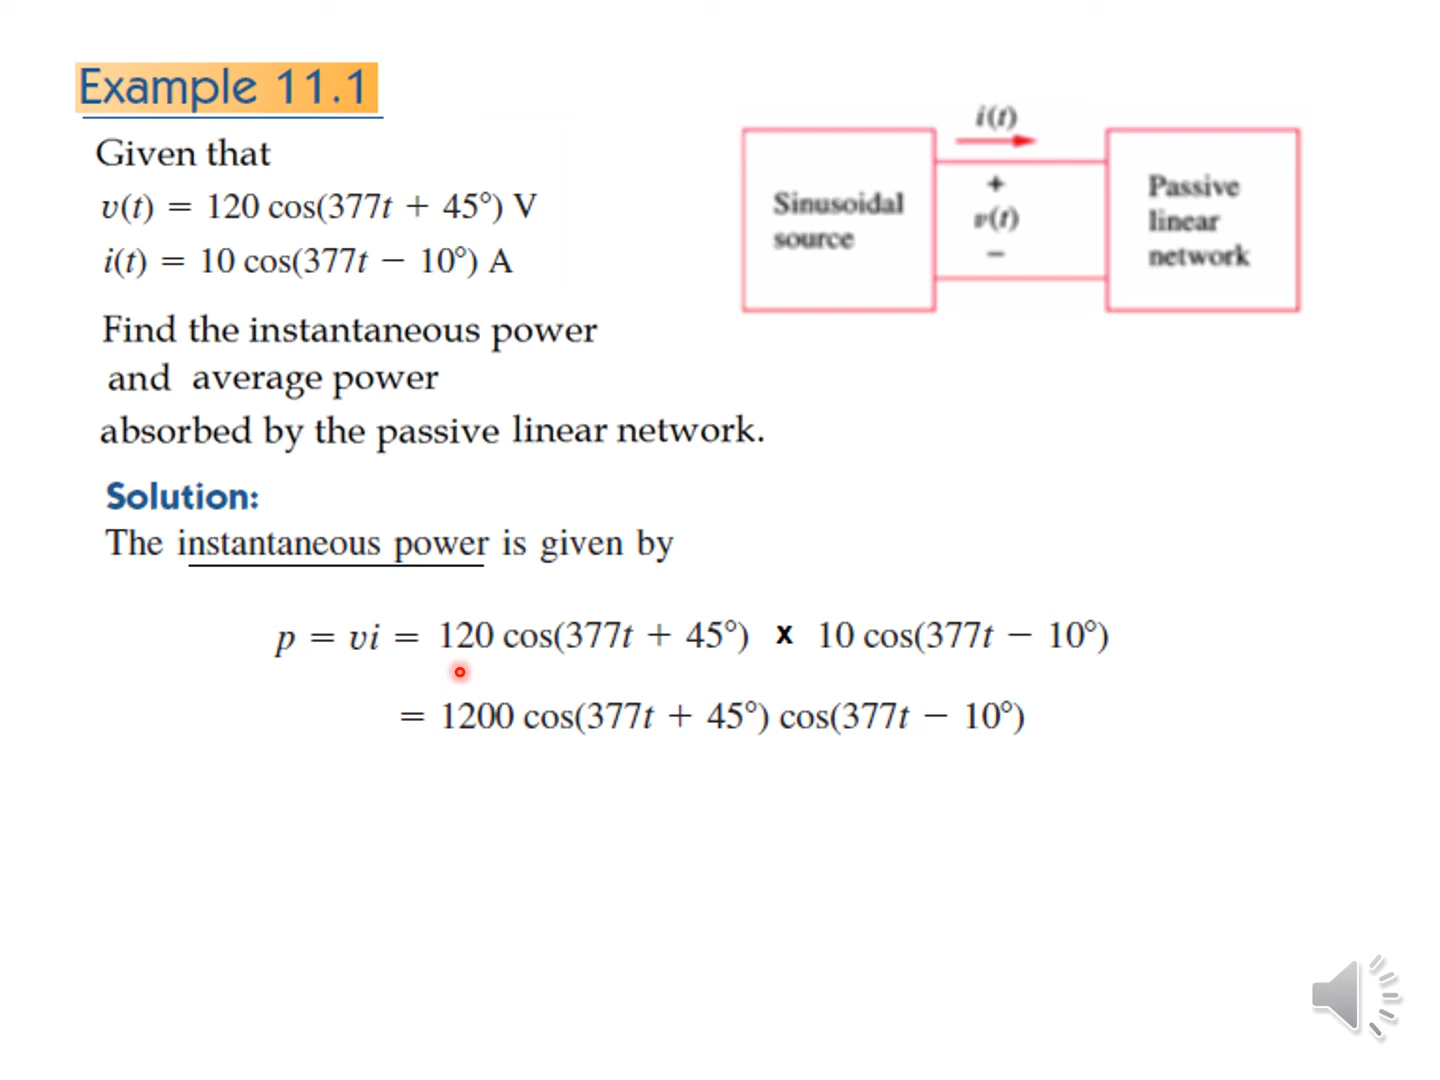 Example 11.1
Given that
v(t) = 120 cos(377t + 45°) V
i(t) = 10 cos(377t − 10°) A
Find the instantaneous power
and average power
absorbed by the passive linear network.
i(t)
Sinusoidal
source
+
v(t)
−
Passive
linear
network
Solution:
The instantaneous power is given by
p = vi = 120 cos(377t + 45°) x 10 cos(377t − 10°)
= 1200 cos(377t + 45°) cos(377t − 10°)